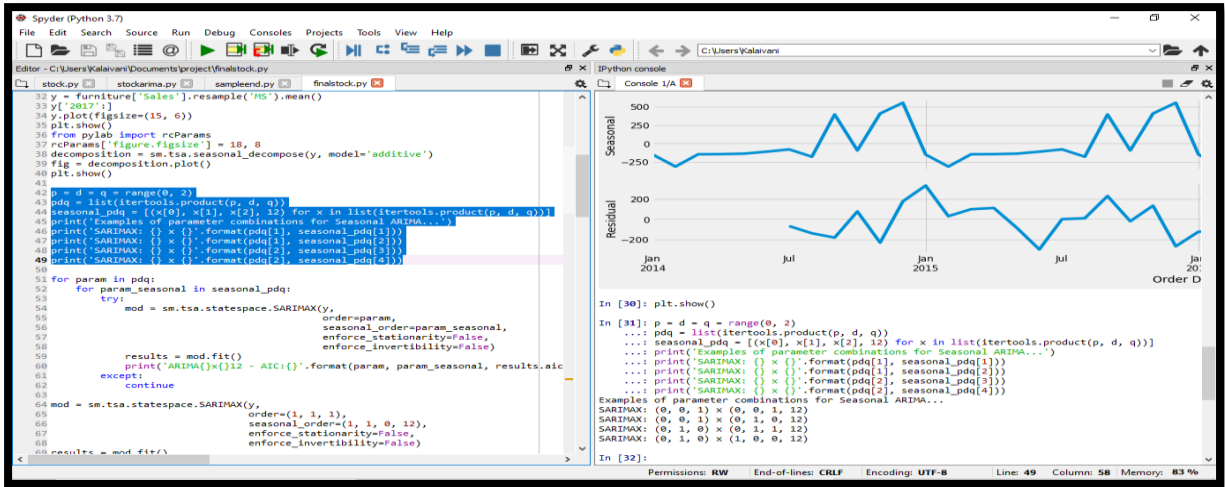 Spyder (Python 3.7)
File Edit Search Source Run Debug Consoles Projects Tools View Help
C:\Users\Kalaivani
Editor - C:\Users\Kalaivani\Documents\project\finalstock.py
stock.py stockarima.py sampleend.py finalstock.py
32 y = furniture['Sales'].resample('MS').mean()
33 y['2017':]
34 y.plot(figsize=(15, 6))
35 plt.show()
36 from pylab import rcParams
37 rcParams['figure.figsize'] = 18, 8
38 decomposition = sm.tsa.seasonal_decompose(y, model='additive')
39 fig = decomposition.plot()
40 plt.show()
41
42 p = d = q = range(0, 2)
43 pdq = list(itertools.product(p, d, q))
44 seasonal_pdq = [(x[0], x[1], x[2], 12) for x in list(itertools.product(p, d, q))]
45 print('Examples of parameter combinations for Seasonal ARIMA...')
46 print('SARIMAX: {} x {}'.format(pdq[1], seasonal_pdq[1]))
47 print('SARIMAX: {} x {}'.format(pdq[1], seasonal_pdq[2]))
48 print('SARIMAX: {} x {}'.format(pdq[2], seasonal_pdq[3]))
49 print('SARIMAX: {} x {}'.format(pdq[2], seasonal_pdq[4]))
50
51 for param in pdq:
52 for param_seasonal in seasonal_pdq:
53 try:
54 mod = sm.tsa.statespace.SARIMAX(y,
55 order=param,
56 seasonal_order=param_seasonal,
57 enforce_stationarity=False,
58 enforce_invertibility=False)
59 results = mod.fit()
60 print('ARIMA{}x{}12 - AIC:{}'.format(param, param_seasonal, results.aic
61 except:
62 continue
63
64 mod = sm.tsa.statespace.SARIMAX(y,
65 order=(1, 1, 1),
66 seasonal_order=(1, 1, 0, 12),
67 enforce_stationarity=False,
68 enforce_invertibility=False)
69 results = mod.fit()
IPython console
Console 1/A
500
250
0
−250
Seasonal
200
0
−200
Residual
Jan Jul Jan Jul Jan
2014 2015 20
Order D
In [30]: plt.show()
In [31]: p = d = q = range(0, 2)
...: pdq = list(itertools.product(p, d, q))
...: seasonal_pdq = [(x[0], x[1], x[2], 12) for x in list(itertools.product(p, d, q))]
...: print('Examples of parameter combinations for Seasonal ARIMA...')
...: print('SARIMAX: {} x {}'.format(pdq[1], seasonal_pdq[1]))
...: print('SARIMAX: {} x {}'.format(pdq[1], seasonal_pdq[2]))
...: print('SARIMAX: {} x {}'.format(pdq[2], seasonal_pdq[3]))
...: print('SARIMAX: {} x {}'.format(pdq[2], seasonal_pdq[4]))
Examples of parameter combinations for Seasonal ARIMA...
SARIMAX: (0, 0, 1) x (0, 0, 1, 12)
SARIMAX: (0, 0, 1) x (0, 1, 0, 12)
SARIMAX: (0, 1, 0) x (0, 1, 1, 12)
SARIMAX: (0, 1, 0) x (1, 0, 0, 12)
In [32]:
Permissions: RW End-of-lines: CRLF Encoding: UTF-8 Line: 49 Column: 58 Memory: 83 %